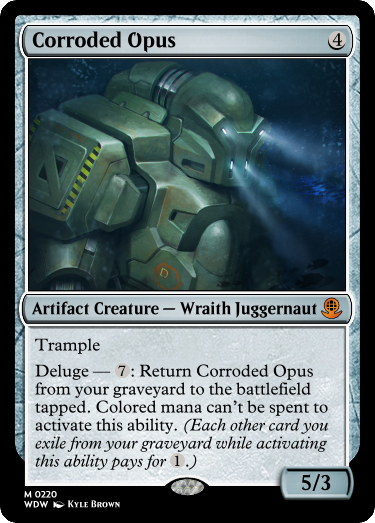 Corroded Opus 4
Artifact Creature — Wraith Juggernaut
Trample
Deluge — 7: Return Corroded Opus
from your graveyard to the battlefield
tapped. Colored mana can't be spent to
activate this ability. (Each other card you
exile from your graveyard while activating
this ability pays for 1.)
5/3
M 0220
WDW Kyle Brown